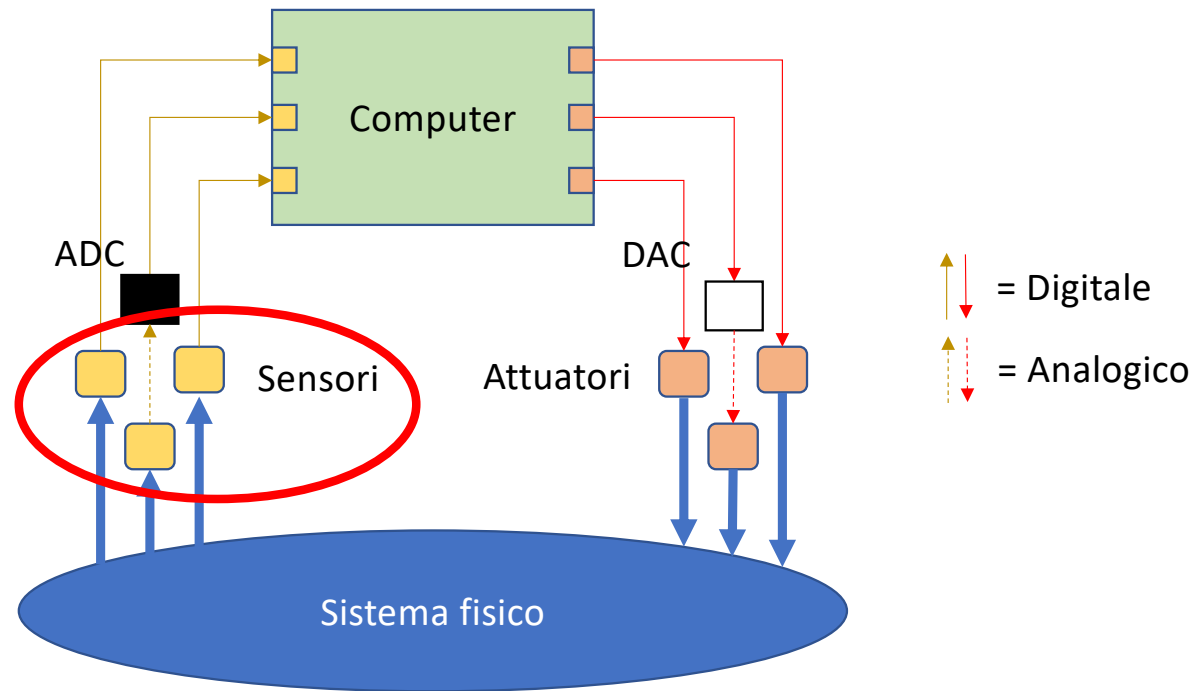 Computer
ADC
DAC
= Digitale
Sensori
Attuatori
= Analogico
Sistema fisico